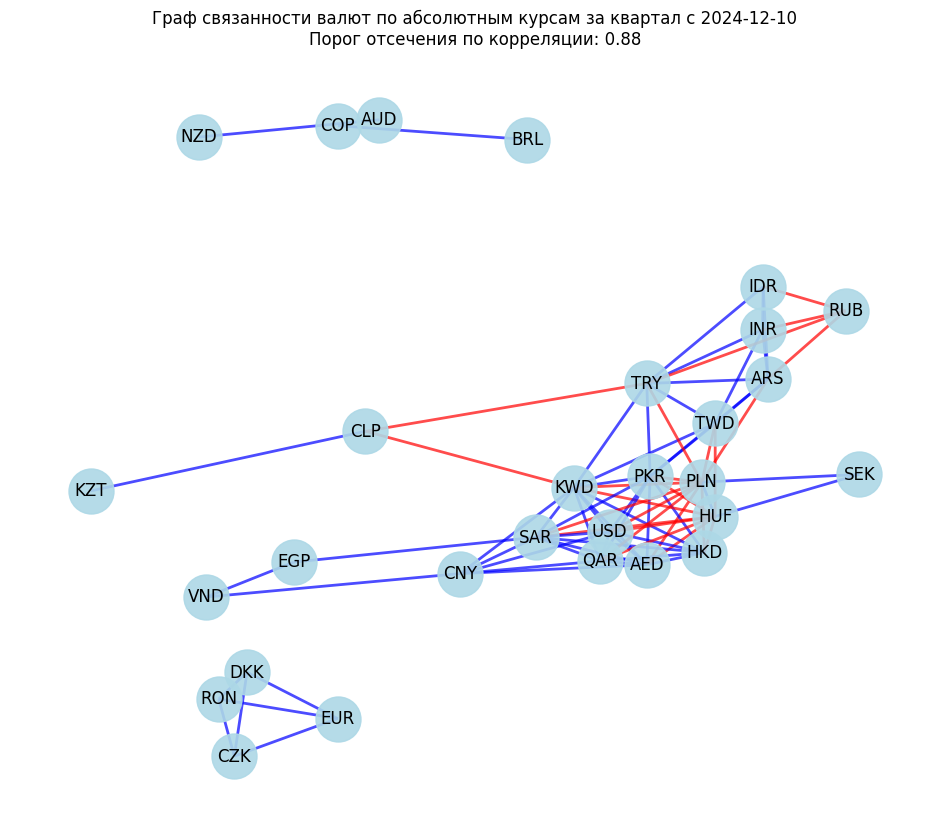 Граф связанности валют по абсолютным курсам за квартал с 2024-12-10
Порог отсечения по корреляции: 0.88
AUD
COP
NZD
BRL
IDR
RUB
INR
ARS
TRY
TWD
CLP
SEK
PKR
PLN
KWD
KZT
HUF
USD
SAR
HKD
QAR
EGP
AED
CNY
VND
DKK
RON
EUR
CZK